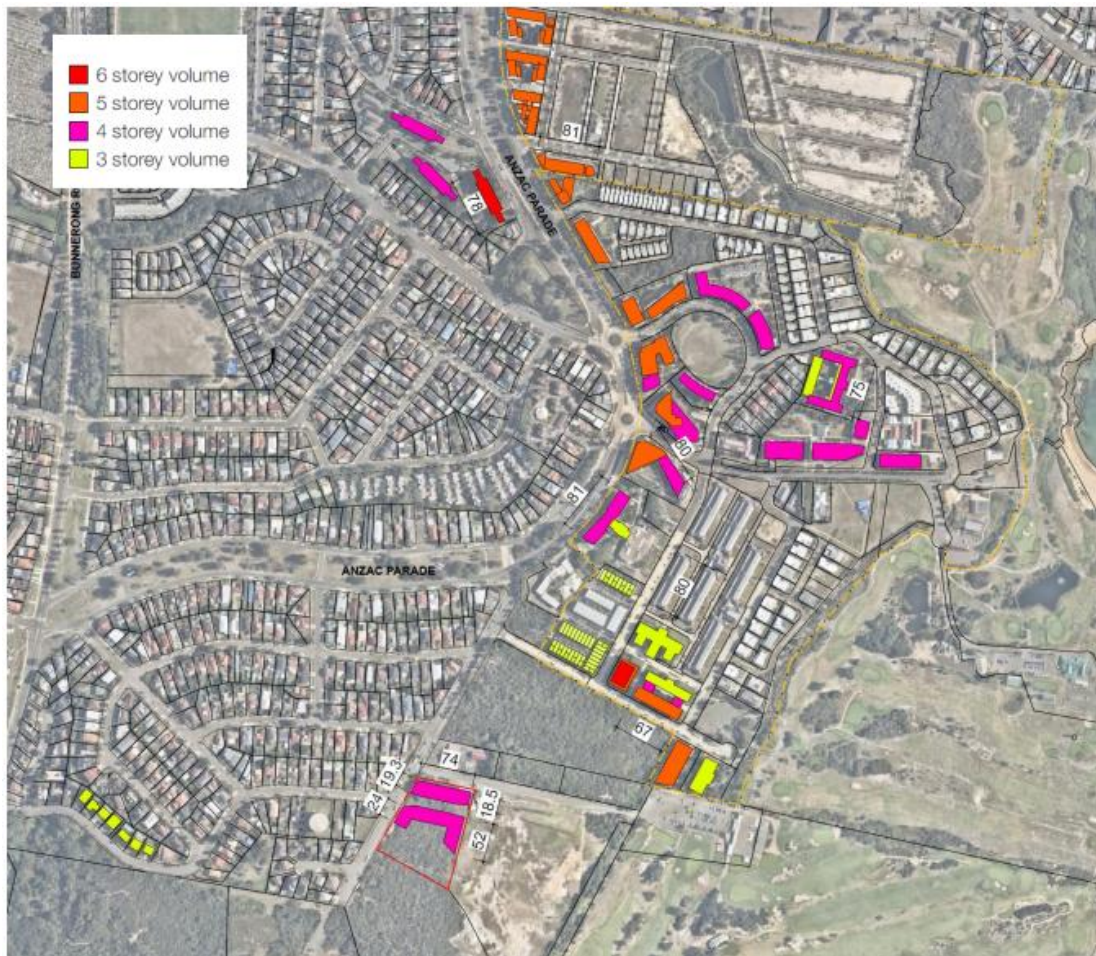 6 storey volume
5 storey volume
4 storey volume
3 storey volume
BUNNERONG R
ANZAC PARADE
81
78
75
80
81
ANZAC PARADE
80
67
74
19.3
24
18.5
52